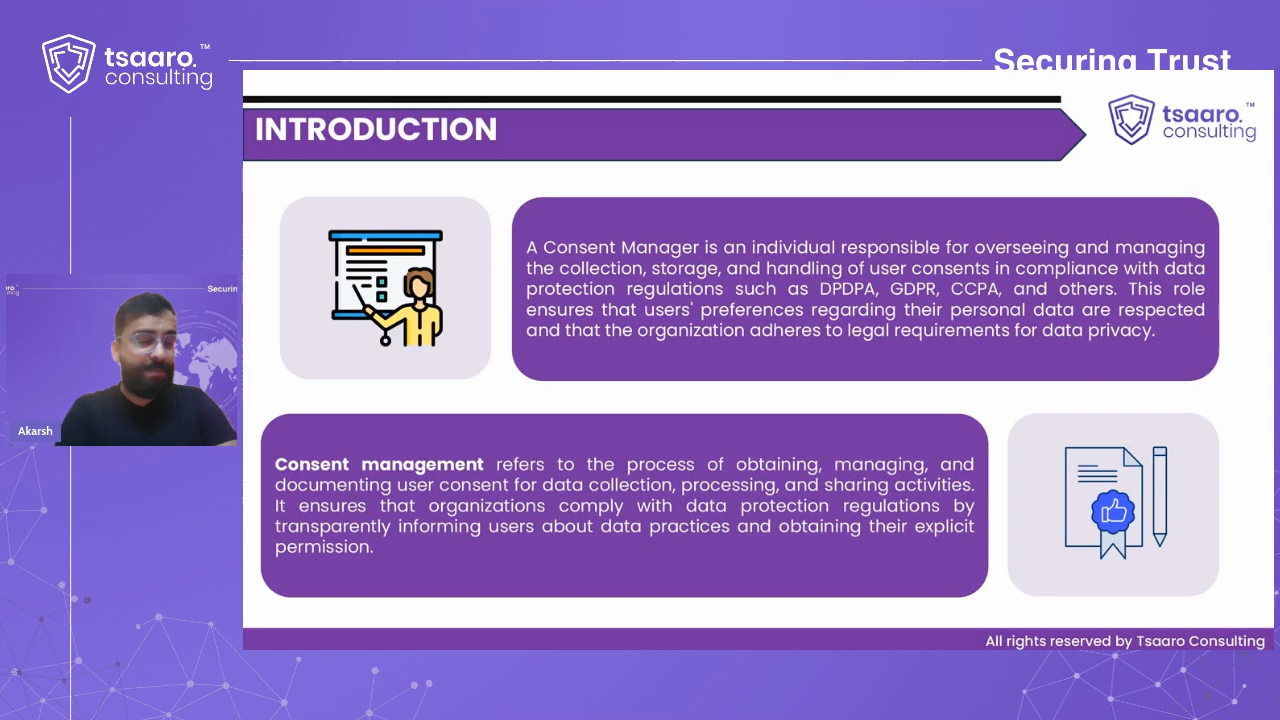 tsaaro.™
consulting
Securing Trust
INTRODUCTION
tsaaro.™
consulting
A Consent Manager is an individual responsible for overseeing and managing
the collection, storage, and handling of user consents in compliance with data
protection regulations such as DPDPA, GDPR, CCPA, and others. This role
ensures that users' preferences regarding their personal data are respected
and that the organization adheres to legal requirements for data privacy.
Securin
Akarsh
Consent management refers to the process of obtaining, managing, and
documenting user consent for data collection, processing, and sharing activities.
It ensures that organizations comply with data protection regulations by
transparently informing users about data practices and obtaining their explicit
permission.
All rights reserved by Tsaaro Consulting